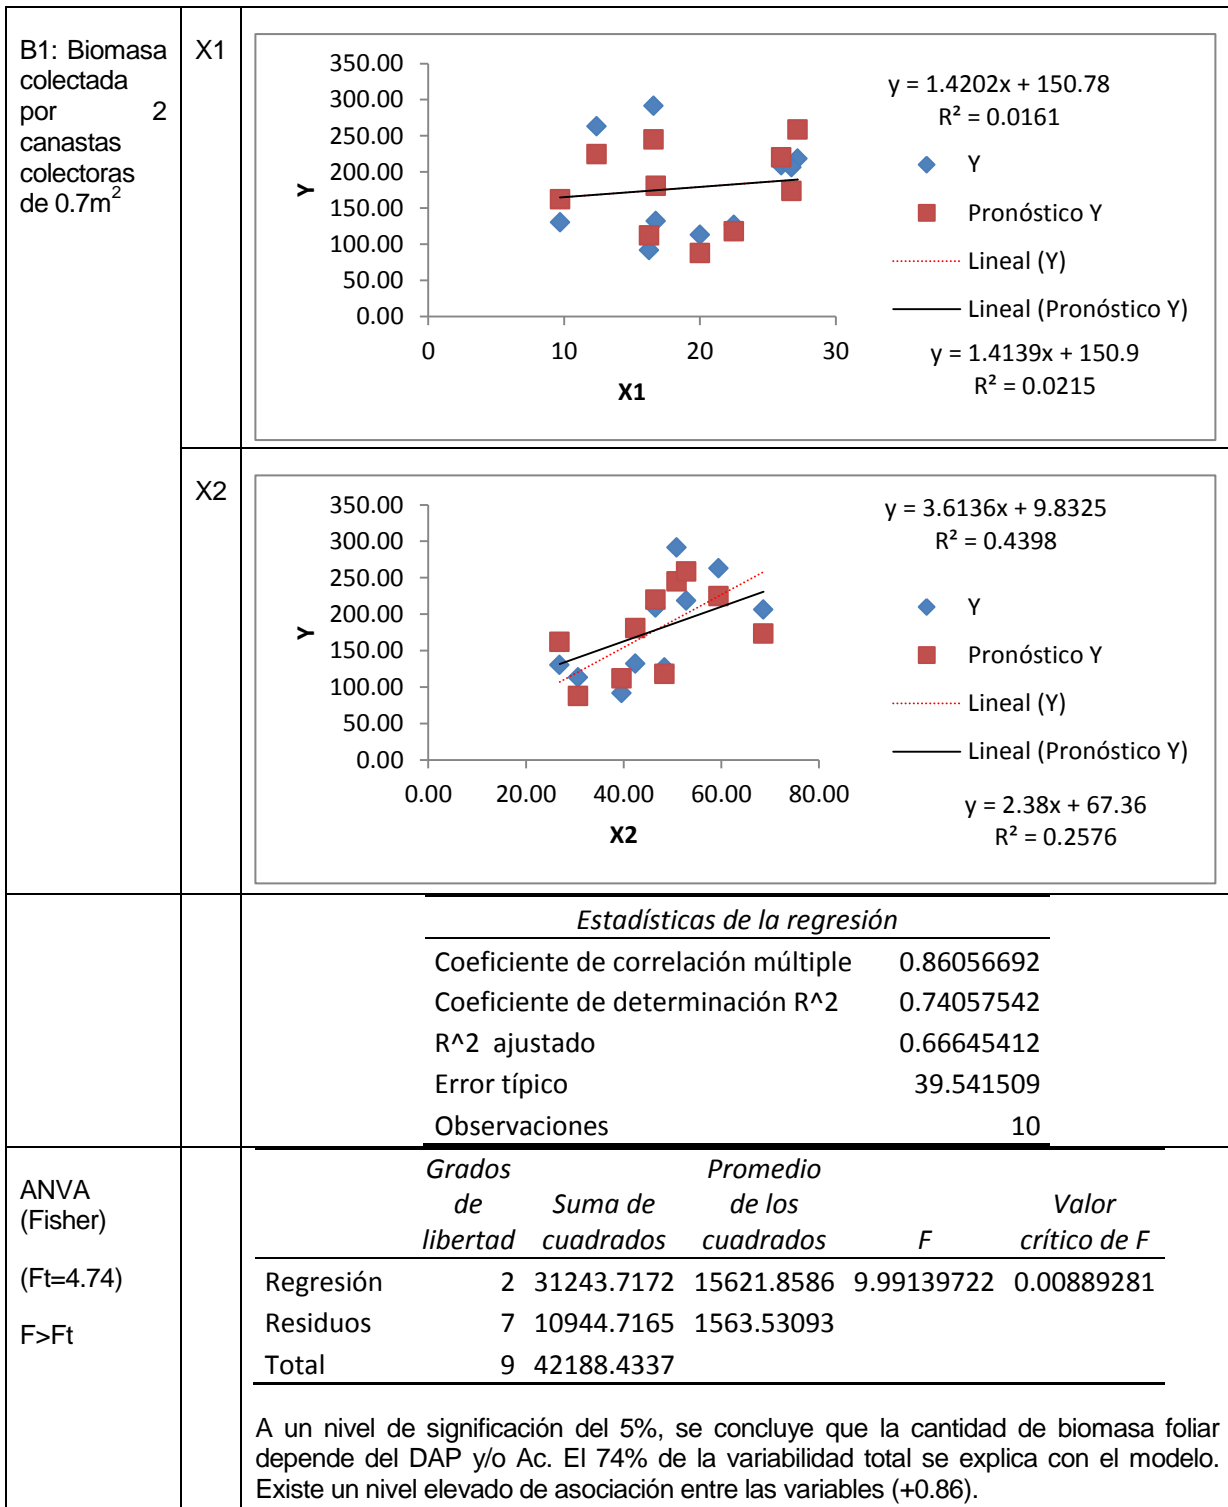 B1: Biomasa
colectada
por 2
canastas
colectoras
de 0.7m²
X1
350.00
300.00
250.00
200.00
150.00
100.00
50.00
0.00
Y
0 10 20 30
X1
y = 1.4202x + 150.78
R² = 0.0161
Y
Pronóstico Y
Lineal (Y)
Lineal (Pronóstico Y)
y = 1.4139x + 150.9
R² = 0.0215
X2
350.00
300.00
250.00
200.00
150.00
100.00
50.00
0.00
Y
0.00 20.00 40.00 60.00 80.00
X2
y = 3.6136x + 9.8325
R² = 0.4398
Y
Pronóstico Y
Lineal (Y)
Lineal (Pronóstico Y)
y = 2.38x + 67.36
R² = 0.2576
Estadísticas de la regresión
Coeficiente de correlación múltiple 0.86056692
Coeficiente de determinación R^2 0.74057542
R^2 ajustado 0.66645412
Error típico 39.541509
Observaciones 10
ANVA
(Fisher)
(Ft=4.74)
F>Ft
Grados Promedio
de Suma de de los Valor
libertad cuadrados cuadrados F crítico de F
Regresión 2 31243.7172 15621.8586 9.99139722 0.00889281
Residuos 7 10944.7165 1563.53093
Total 9 42188.4337
A un nivel de significación del 5%, se concluye que la cantidad de biomasa foliar
depende del DAP y/o Ac. El 74% de la variabilidad total se explica con el modelo.
Existe un nivel elevado de asociación entre las variables (+0.86).